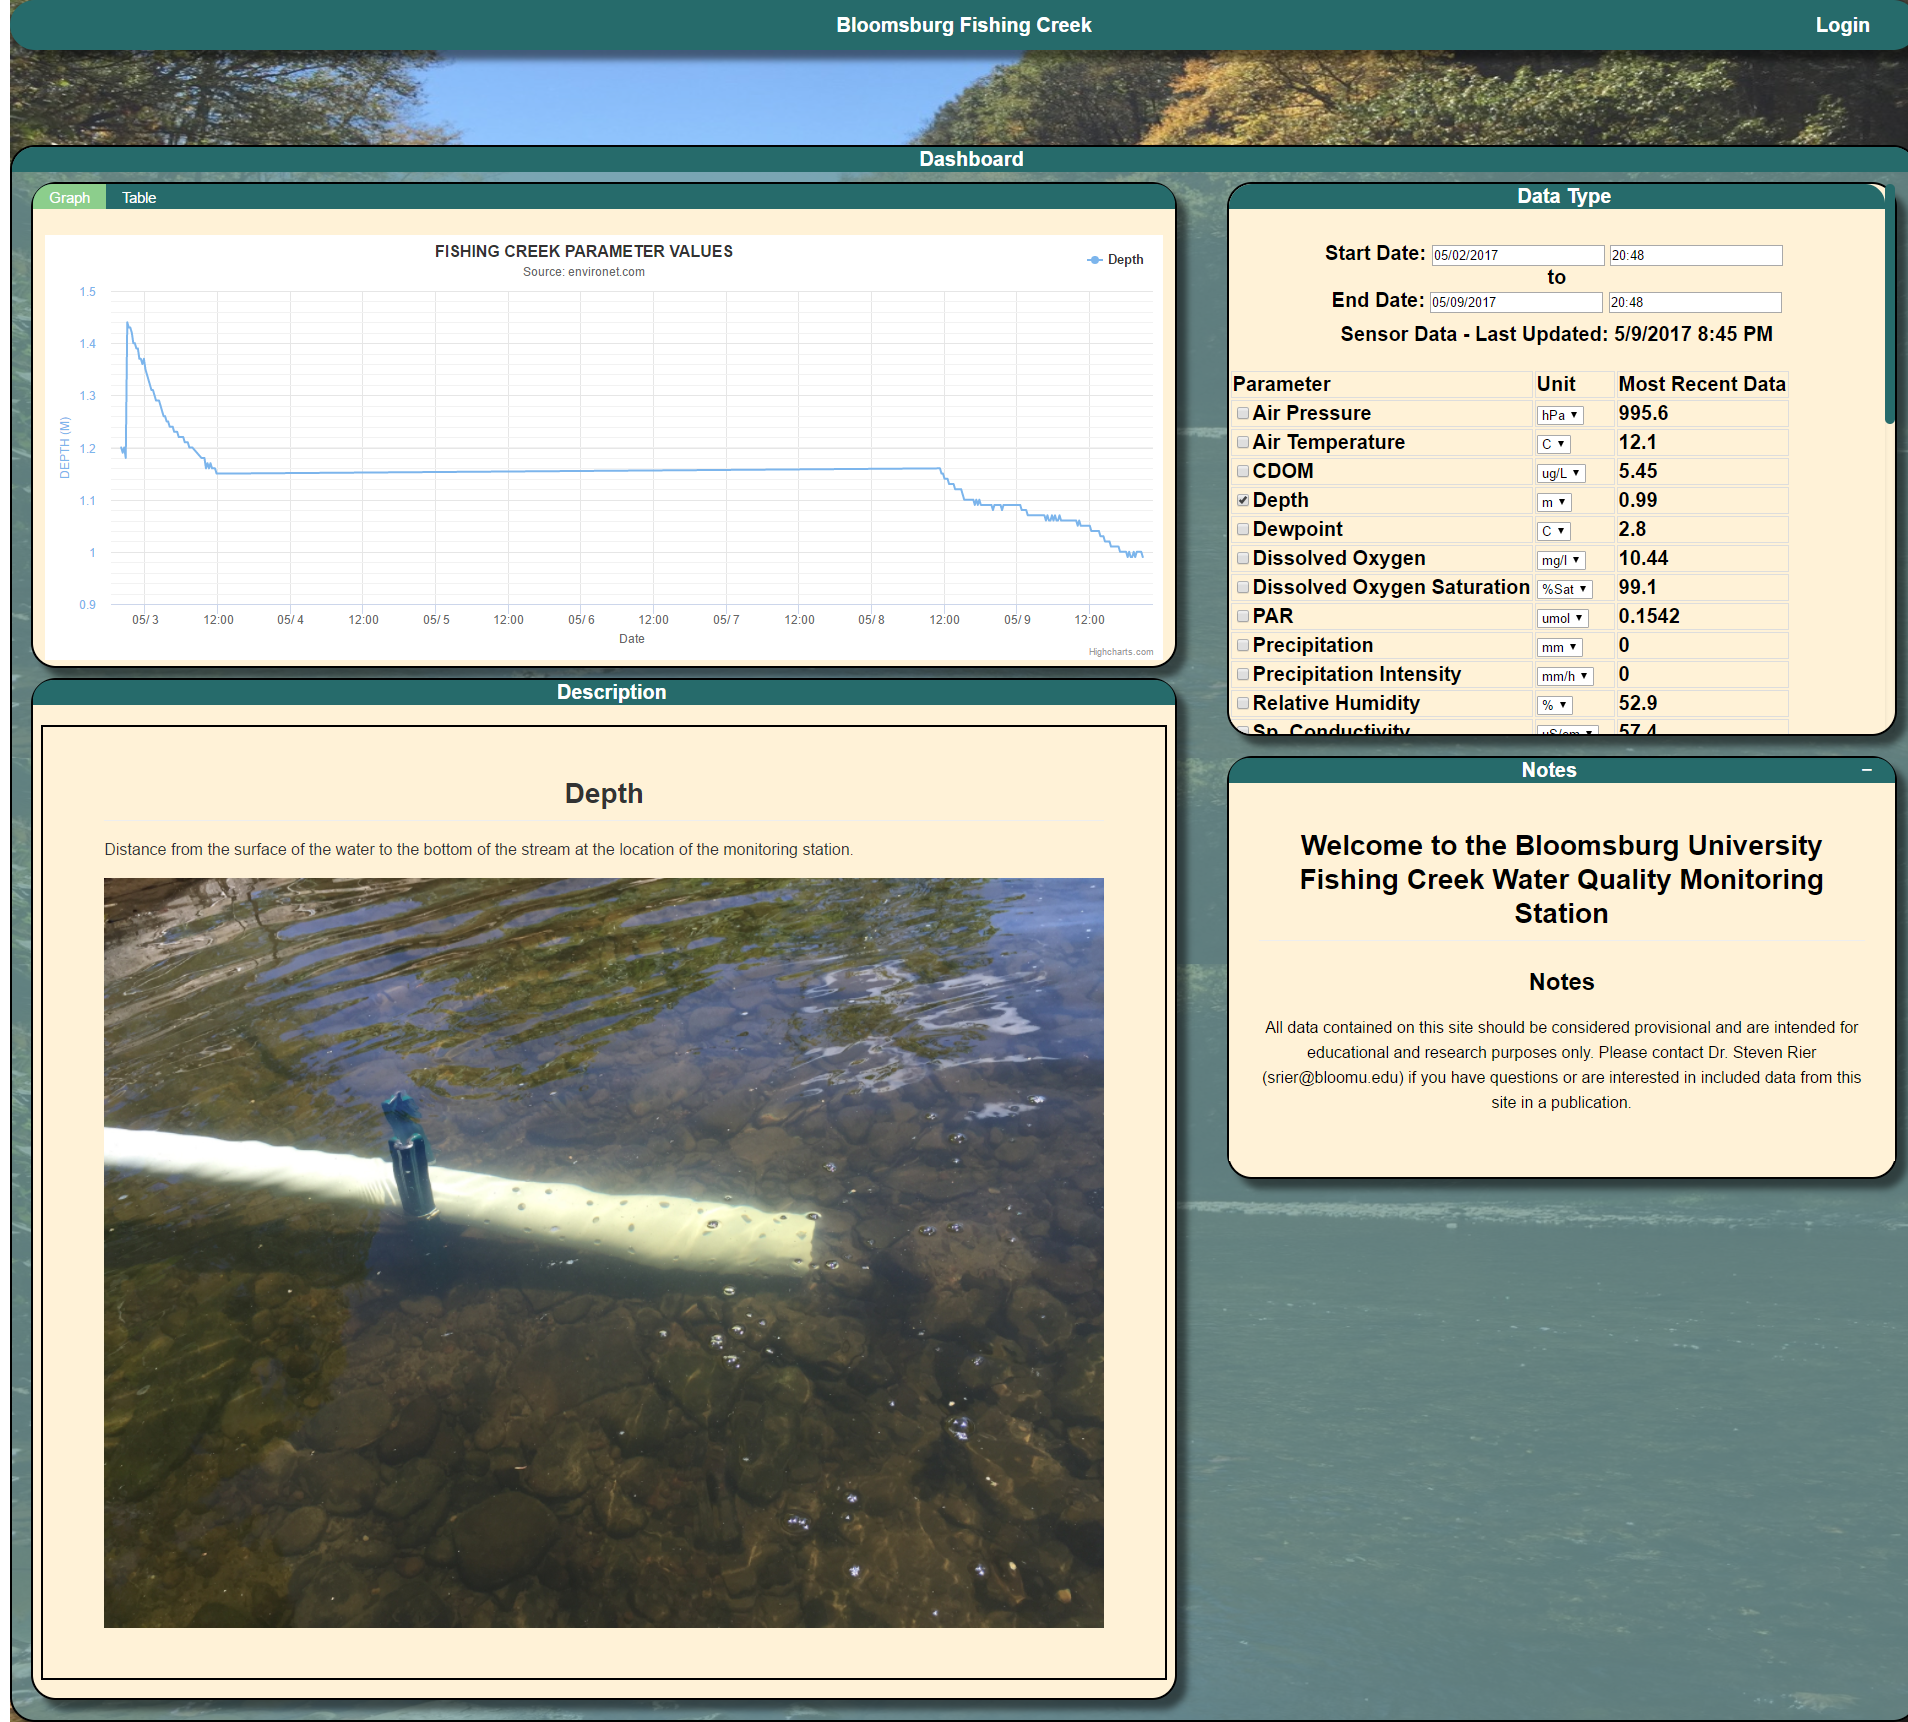 Bloomsburg Fishing Creek
Login
Dashboard
Graph Table
FISHING CREEK PARAMETER VALUES
Source: environet.com
Depth
DEPTH (M)
1.5
1.4
1.3
1.2
1.1
1
0.9
05/ 3 12:00 05/ 4 12:00 05/ 5 12:00 05/ 6 12:00 05/ 7 12:00 05/ 8 12:00 05/ 9 12:00
Date
Highcharts.com
Data Type
Start Date: 05/02/2017 20:48
to
End Date: 05/09/2017 20:48
Sensor Data - Last Updated: 5/9/2017 8:45 PM
Parameter Unit Most Recent Data
Air Pressure hPa 995.6
Air Temperature C 12.1
CDOM ug/L 5.45
Depth m 0.99
Dewpoint C 2.8
Dissolved Oxygen mg/l 10.44
Dissolved Oxygen Saturation %Sat 99.1
PAR umol 0.1542
Precipitation mm 0
Precipitation Intensity mm/h 0
Relative Humidity % 52.9
Sp. Conductivity uS/cm 57.4
Description
Depth
Distance from the surface of the water to the bottom of the stream at the location of the monitoring station.
Notes
Welcome to the Bloomsburg University
Fishing Creek Water Quality Monitoring
Station
Notes
All data contained on this site should be considered provisional and are intended for
educational and research purposes only. Please contact Dr. Steven Rier
(srier@bloomu.edu) if you have questions or are interested in included data from this
site in a publication.